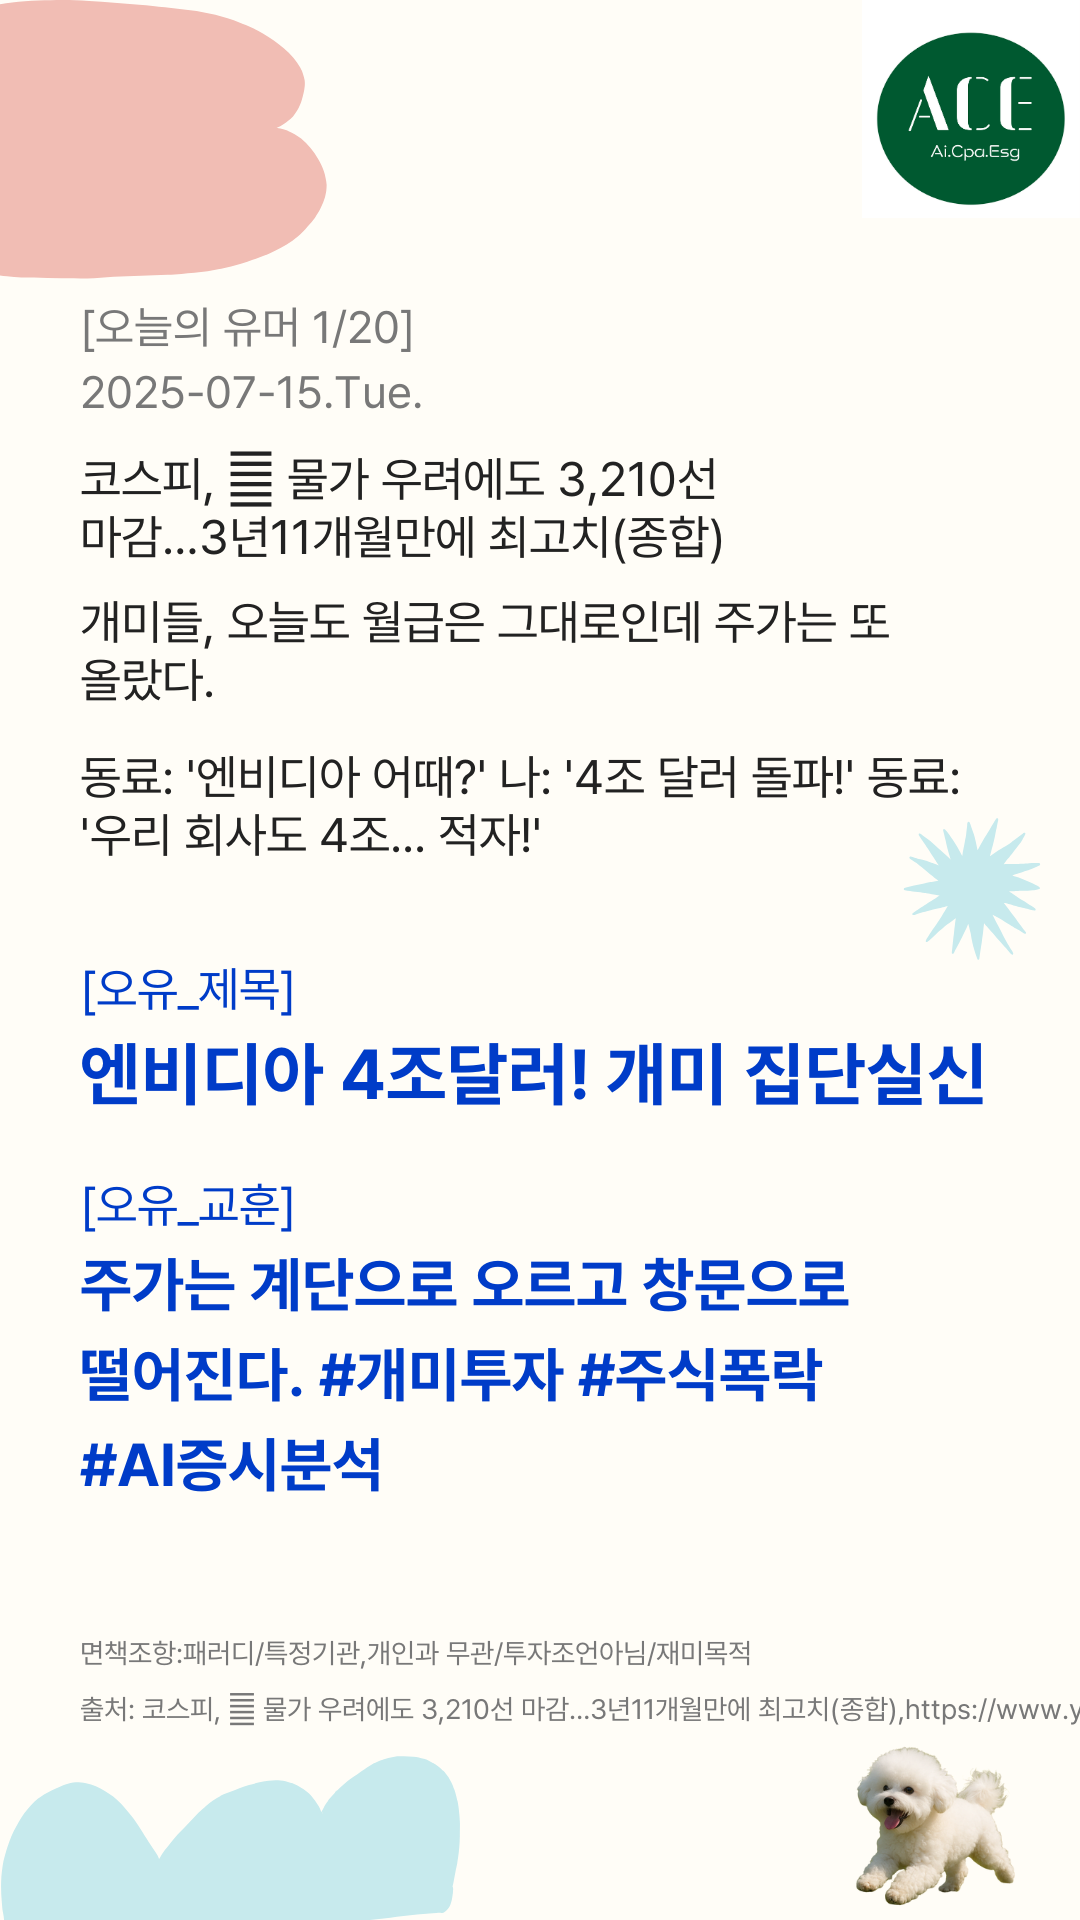 ACE
Ai.Cpa.Esg
[오늘의 유머 1/20]
2025-07-15.Tue.
코스피, 물가 우려에도 3,210선
마감...3년11개월만에 최고치(종합)
개미들, 오늘도 월급은 그대로인데 주가는 또
올랐다.
동료: '엔비디아 어때?' 나: '4조 달러 돌파!' 동료:
'우리 회사도 4조... 적자!'
[오유_제목]
엔비디아 4조달러! 개미 집단실신
[오유_교훈]
주가는 계단으로 오르고 창문으로
떨어진다. #개미투자 #주식폭락
#AI증시분석
면책조항:패러디/특정기관,개인과 무관/투자조언아님/재미목적
출처: 코스피, 물가 우려에도 3,210선 마감...3년11개월만에 최고치(종합),https://www.y